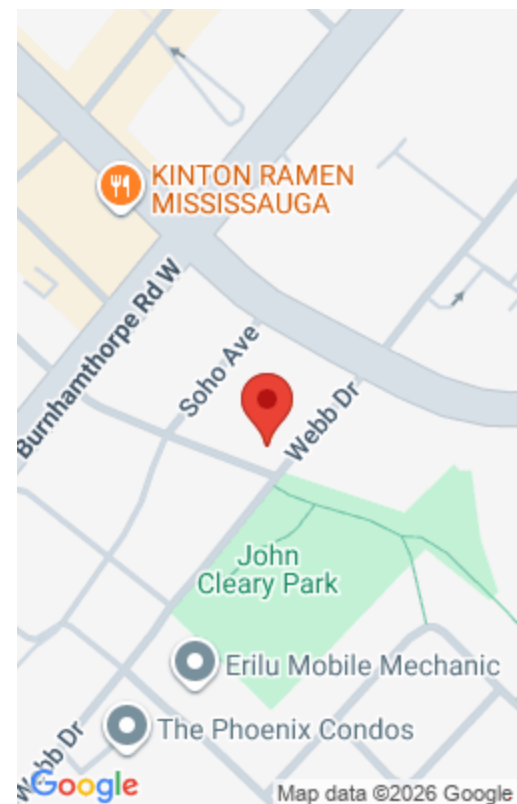 KINTON RAMEN
MISSISSAUGA
Burnhamthorpe Rd W
Soho Ave
Webb Dr
John
Cleary Park
Erilu Mobile Mechanic
The Phoenix Condos
Webb Dr
Google
Map data ©2026 Google